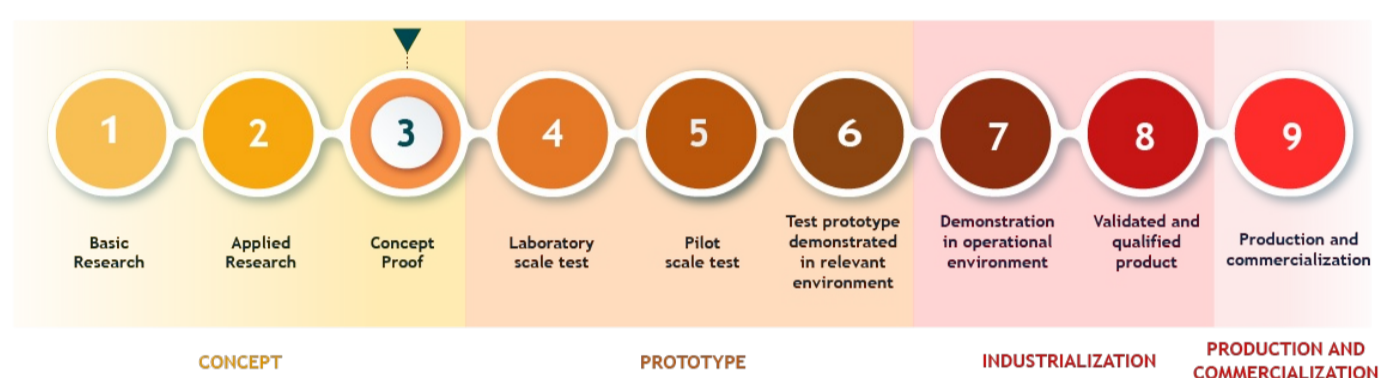 1
2
3
4
5
6
7
8
9
Basic
Research
Applied
Research
Concept
Proof
Laboratory
scale test
Pilot
scale test
Test prototype
demonstrated
in relevant
environment
Demonstration
in operational
environment
Validated and
qualified
product
Production and
commercialization
CONCEPT
PROTOTYPE
INDUSTRIALIZATION
PRODUCTION AND
COMMERCIALIZATION